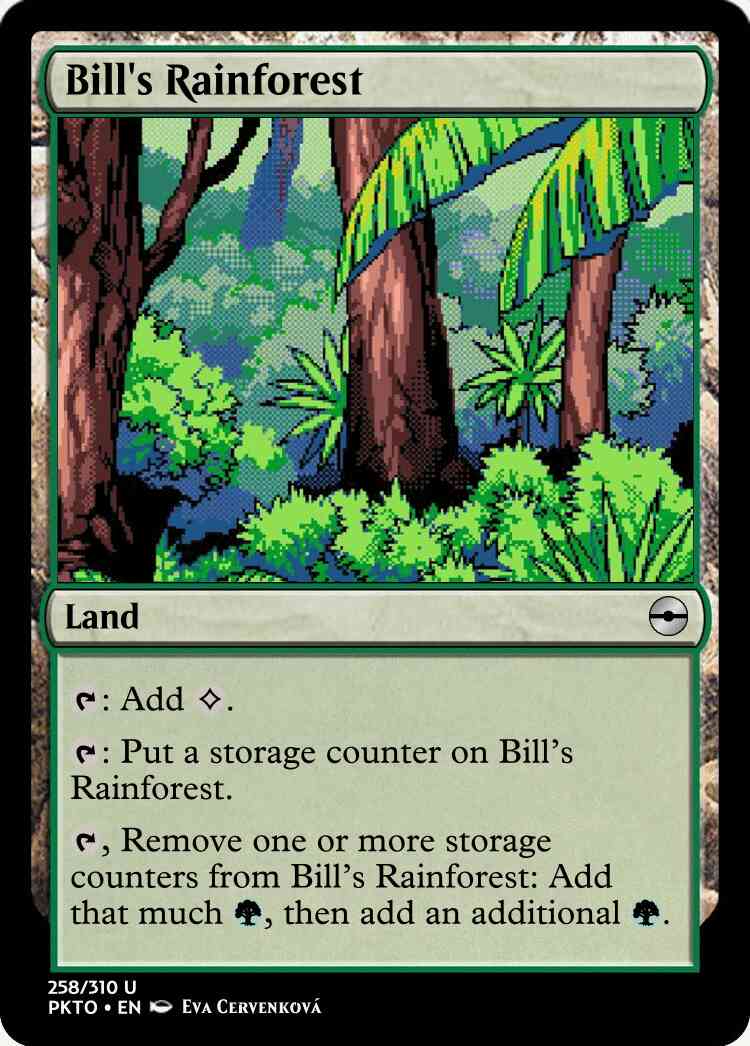 Bill's Rainforest
Land
: Add .
: Put a storage counter on Bill's
Rainforest.
, Remove one or more storage
counters from Bill's Rainforest: Add
that much , then add an additional .
258/310 U
PKTO • EN Eva Cervenková